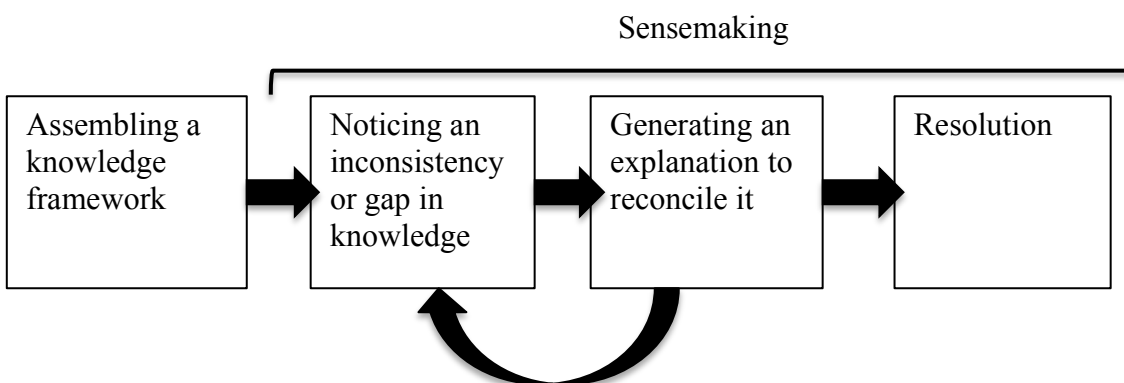 Sensemaking
Assembling a
knowledge
framework
Noticing an
inconsistency
or gap in
knowledge
Generating an
explanation to
reconcile it
Resolution